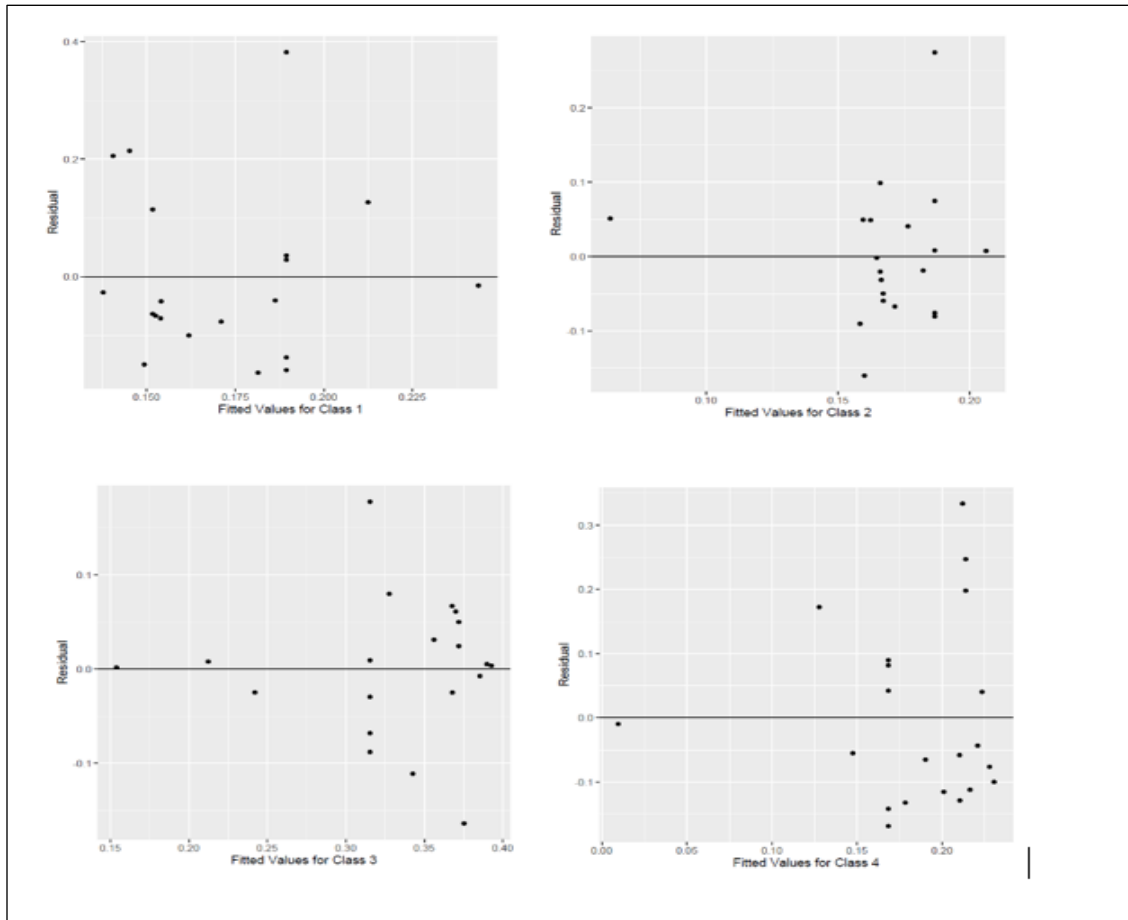 0.4
0.2
0.0
Residual
0.150 0.175 0.200 0.225
Fitted Values for Class 1
0.2
0.1
0.0
-0.1
Residual
0.10 0.15 0.20
Fitted Values for Class 2
0.1
0.0
-0.1
Residual
0.15 0.20 0.25 0.30 0.35 0.40
Fitted Values for Class 3
0.3
0.2
0.1
0.0
-0.1
Residual
0.00 0.05 0.10 0.15 0.20
Fitted Values for Class 4